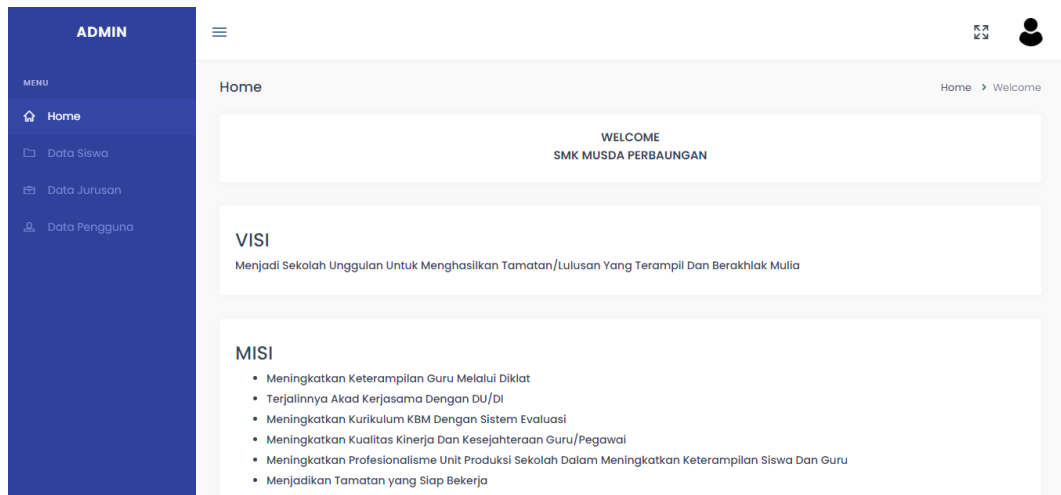 ADMIN
MENU
Home
Data Siswa
Data Jurusan
Data Pengguna
Home
Home > Welcome
WELCOME
SMK MUSDA PERBAUNGAN
VISI
Menjadi Sekolah Unggulan Untuk Menghasilkan Tamatan/Lulusan Yang Terampil Dan Berakhlak Mulia
MISI
• Meningkatkan Keterampilan Guru Melalui Diklat
• Terjalinnya Akad Kerjasama Dengan DU/DI
• Meningkatkan Kurikulum KBM Dengan Sistem Evaluasi
• Meningkatkan Kualitas Kinerja Dan Kesejahteraan Guru/Pegawai
• Meningkatkan Profesionalisme Unit Produksi Sekolah Dalam Meningkatkan Keterampilan Siswa Dan Guru
• Menjadikan Tamatan yang Siap Bekerja